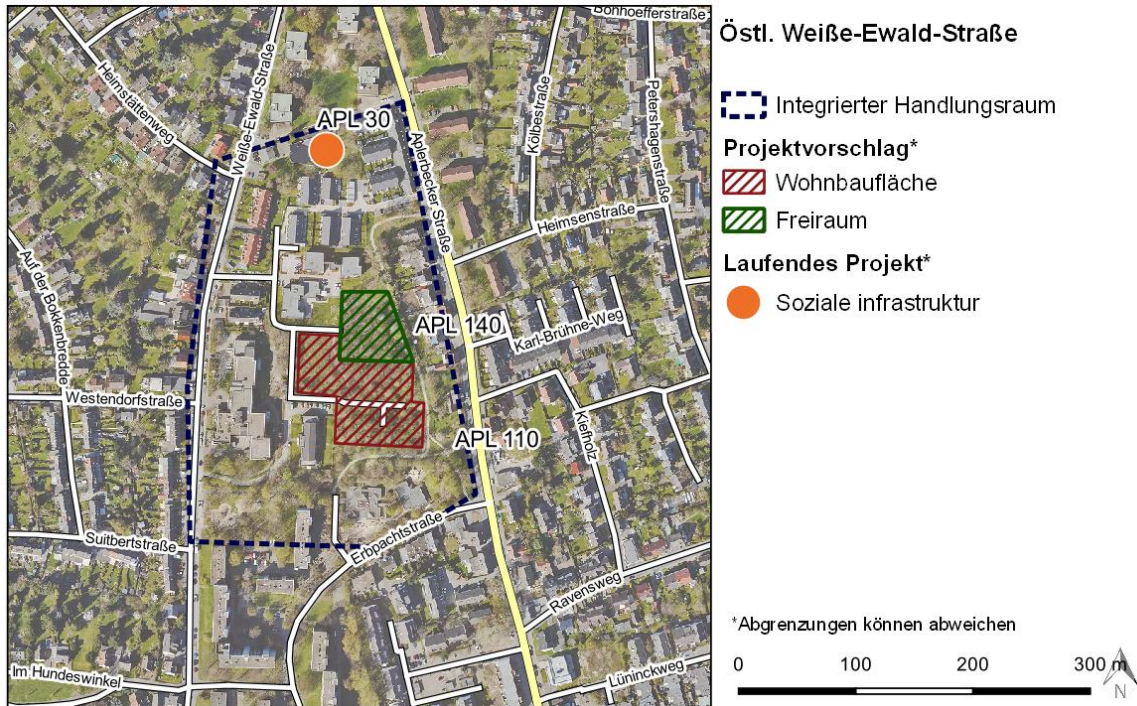 Bonhoefferstraße
Heimstättenweg
Weiße-Ewald-Straße
APL 30
Aplerbecker Straße
Kölbestraße
Petershagenstraße
Heimsenstraße
Auf der Bokkenbredde
APL 140
Karl-Brühne-Weg
Westendorfstraße
Kiefholz
APL 110
Suitbertstraße
Erbpachtstraße
Ravensweg
Im Hundeswinkel
Lüninckweg
Östl. Weiße-Ewald-Straße
Integrierter Handlungsraum
Projektvorschlag*
Wohnbaufläche
Freiraum
Laufendes Projekt*
Soziale infrastruktur
*Abgrenzungen können abweichen
0 100 200 300 m
N